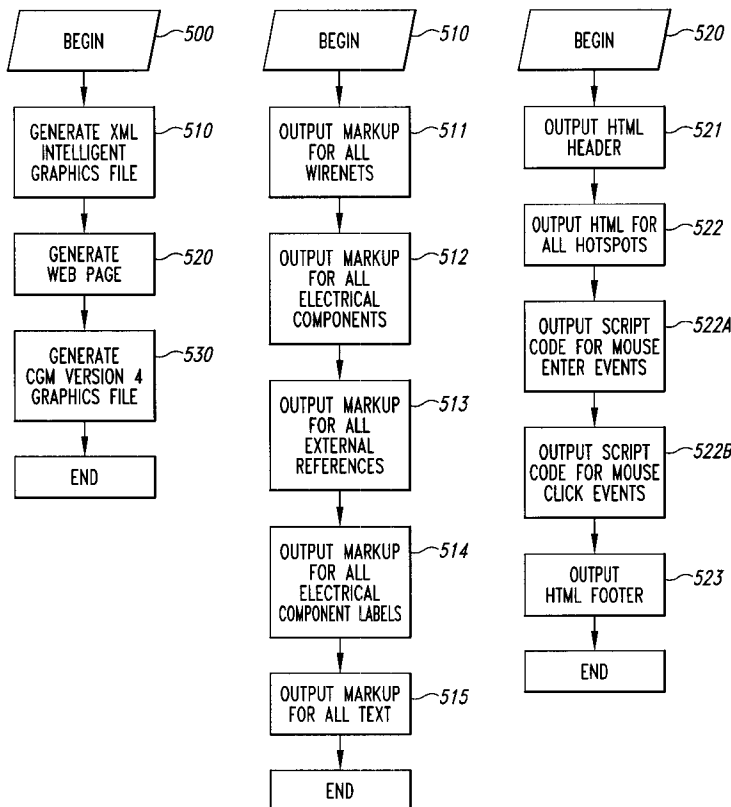 BEGIN
500
GENERATE XML
INTELLIGENT
GRAPHICS FILE
510
GENERATE
WEB PAGE
520
GENERATE
CGM VERSION 4
GRAPHICS FILE
530
END
BEGIN
510
OUTPUT MARKUP
FOR ALL
WIRENETS
511
OUTPUT MARKUP
FOR ALL
ELECTRICAL
COMPONENTS
512
OUTPUT MARKUP
FOR ALL
EXTERNAL
REFERENCES
513
OUTPUT MARKUP
FOR ALL
ELECTRICAL
COMPONENT LABELS
514
OUTPUT MARKUP
FOR ALL TEXT
515
END
BEGIN
520
OUTPUT HTML
HEADER
521
OUTPUT HTML FOR
ALL HOTSPOTS
522
OUTPUT SCRIPT
CODE FOR MOUSE
ENTER EVENTS
522A
OUTPUT SCRIPT
CODE FOR MOUSE
CLICK EVENTS
522B
OUTPUT
HTML FOOTER
523
END